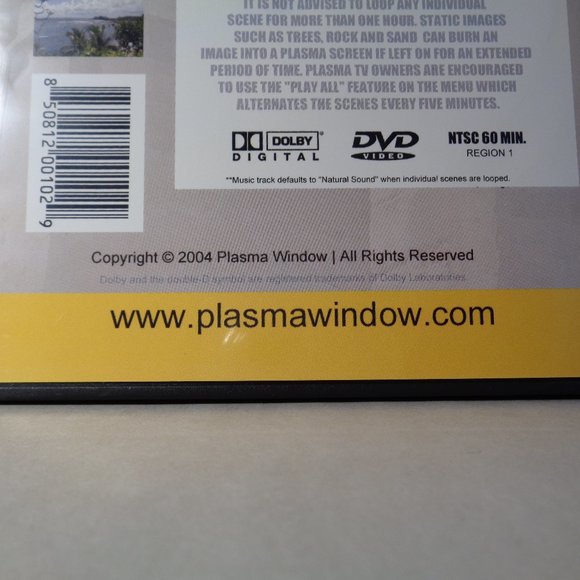 IT IS NOT ADVISED TO LOOP ANY INDIVIDUAL
SCENE FOR MORE THAN ONE HOUR. STATIC IMAGES
SUCH AS TREES, ROCK AND SAND CAN BURN AN
IMAGE INTO A PLASMA SCREEN IF LEFT ON FOR AN EXTENDED
PERIOD OF TIME. PLASMA TV OWNERS ARE ENCOURAGED
TO USE THE "PLAY ALL" FEATURE ON THE MENU WHICH
ALTERNATES THE SCENES EVERY FIVE MINUTES.
DOLBY
DIGITAL
DVD
VIDEO
NTSC 60 MIN.
REGION 1
**Music track defaults to "Natural Sound" when individual scenes are looped.
8 50812 00102 9
Copyright © 2004 Plasma Window | All Rights Reserved
Dolby and the double-D symbol are registered trademarks of Dolby Laboratories.
www.plasmawindow.com